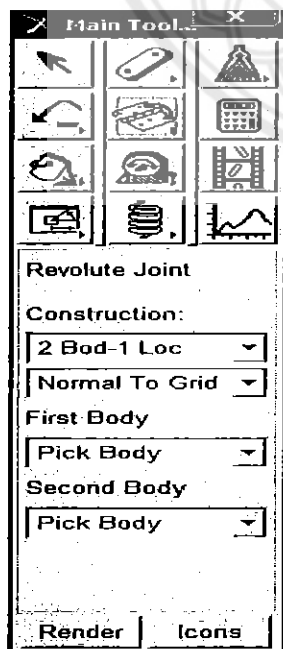 Main Tool...
Revolute Joint
Construction:
2 Bod-1 Loc
Normal To Grid
First Body
Pick Body
Second Body
Pick Body
Render Icons